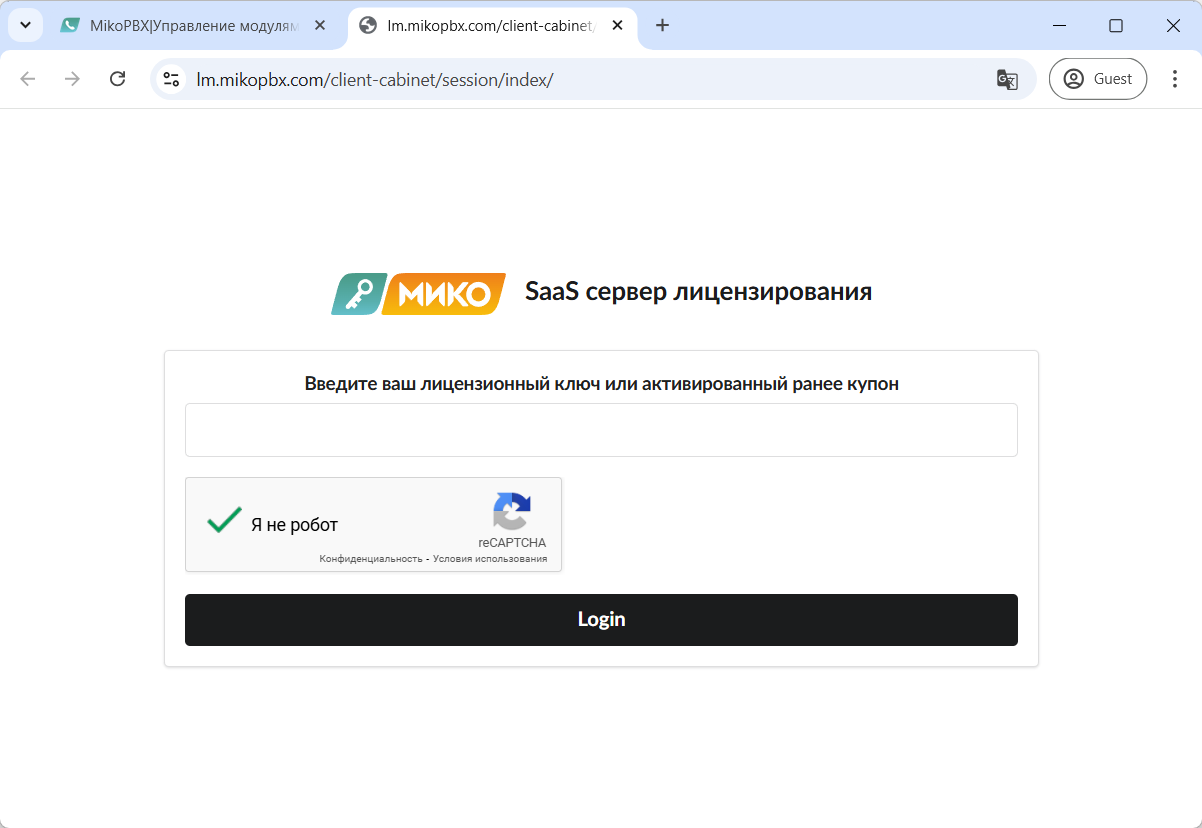 MikoPBX|Управление модулям
lm.mikopbx.com/client-cabinet/
lm.mikopbx.com/client-cabinet/session/index/
Guest
МИКО
SaaS сервер лицензирования
Введите ваш лицензионный ключ или активированный ранее купон
Я не робот
reCAPTCHA
Конфиденциальность - Условия использования
Login